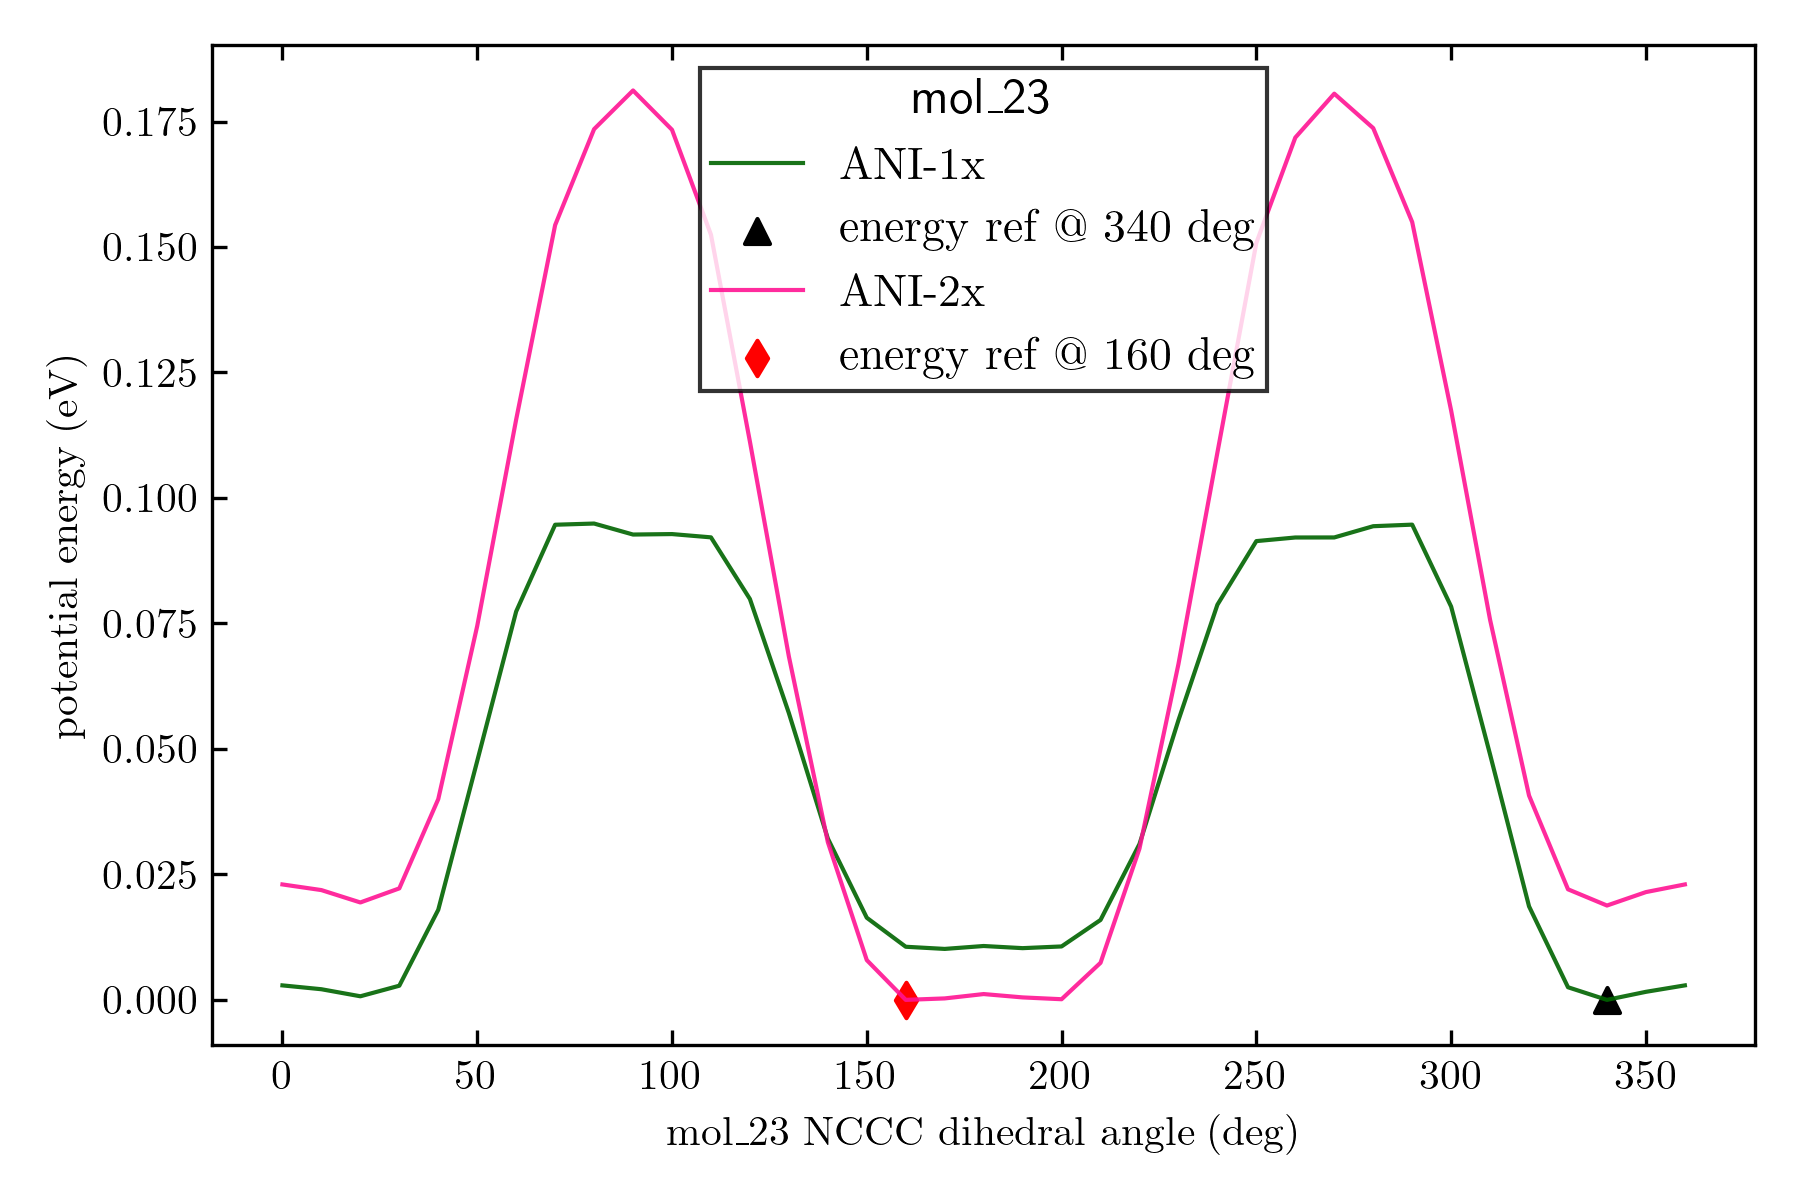 mol_23
ANI-1x
energy ref @ 340 deg
ANI-2x
energy ref @ 160 deg
0.175
0.150
0.125
0.100
0.075
0.050
0.025
0.000
potential energy (eV)
0 50 100 150 200 250 300 350
mol_23 NCCC dihedral angle (deg)